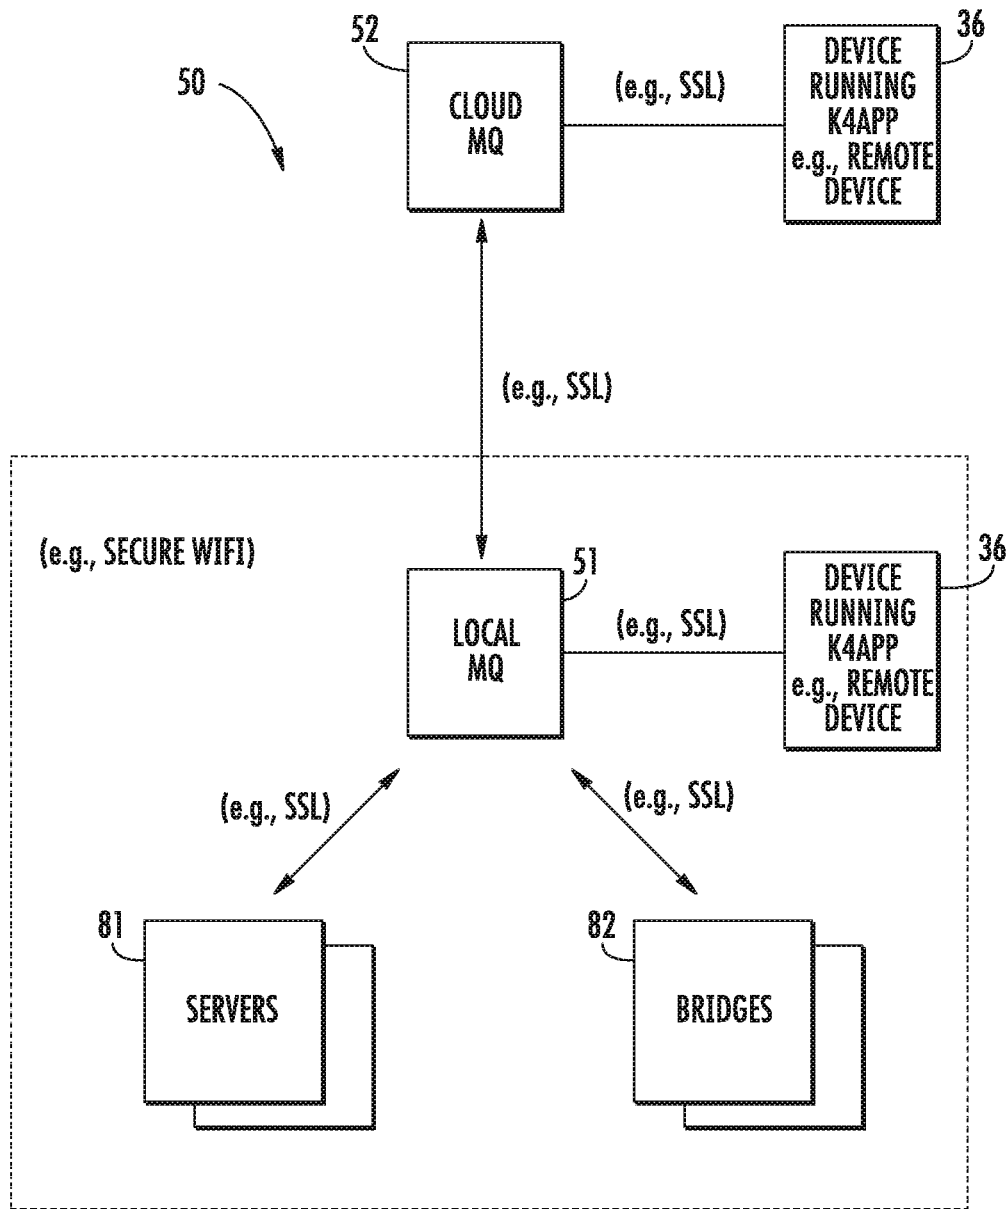 52
36
50
CLOUD
MQ
(e.g., SSL)
DEVICE
RUNNING
K4APP
e.g., REMOTE
DEVICE
(e.g., SSL)
(e.g., SECURE WIFI)
51
36
LOCAL
MQ
(e.g., SSL)
DEVICE
RUNNING
K4APP
e.g., REMOTE
DEVICE
(e.g., SSL)
(e.g., SSL)
81
82
SERVERS
BRIDGES